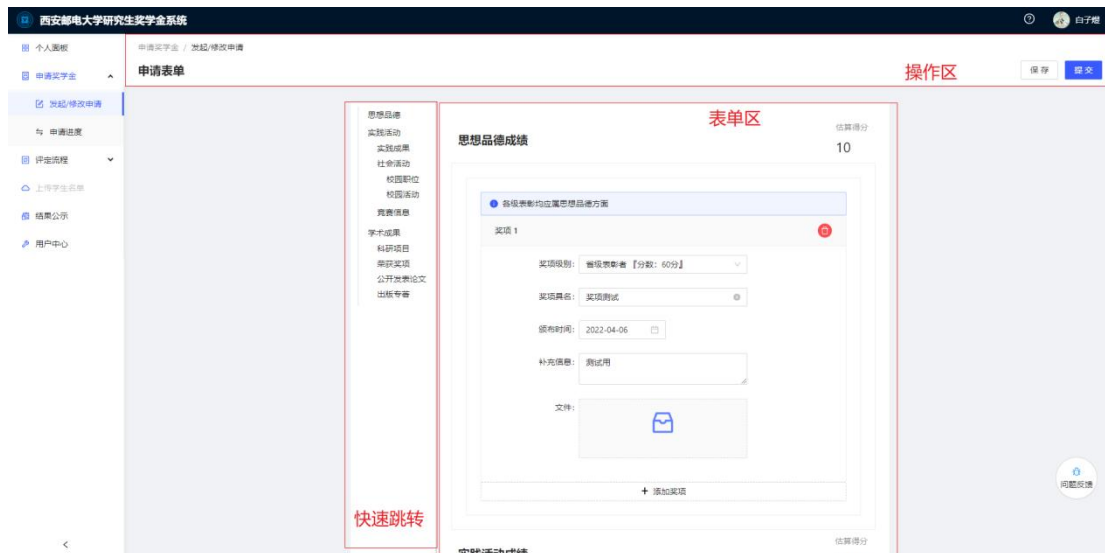 西安邮电大学研究生奖学金系统
白子煜
个人面板
申请奖学金
发起/修改申请
申请进度
评定流程
上传学生名单
结果公示
用户中心
申请奖学金 / 发起/修改申请
申请表单
操作区
保存
提交
思想品德
实践活动
实践成果
社会活动
校园职位
校园活动
竞赛信息
学术成果
科研项目
荣获奖项
公开发表论文
出版专著
快速跳转
表单区
思想品德成绩
估算得分
10
各级表彰均应属思想品德方面
奖项 1
奖项级别: 省级表彰者 『分数: 60分』
奖项具名: 奖项测试
颁布时间: 2022-04-06
补充信息: 测试用
文件:
+ 添加奖项
估算得分
实践活动成绩
问题反馈